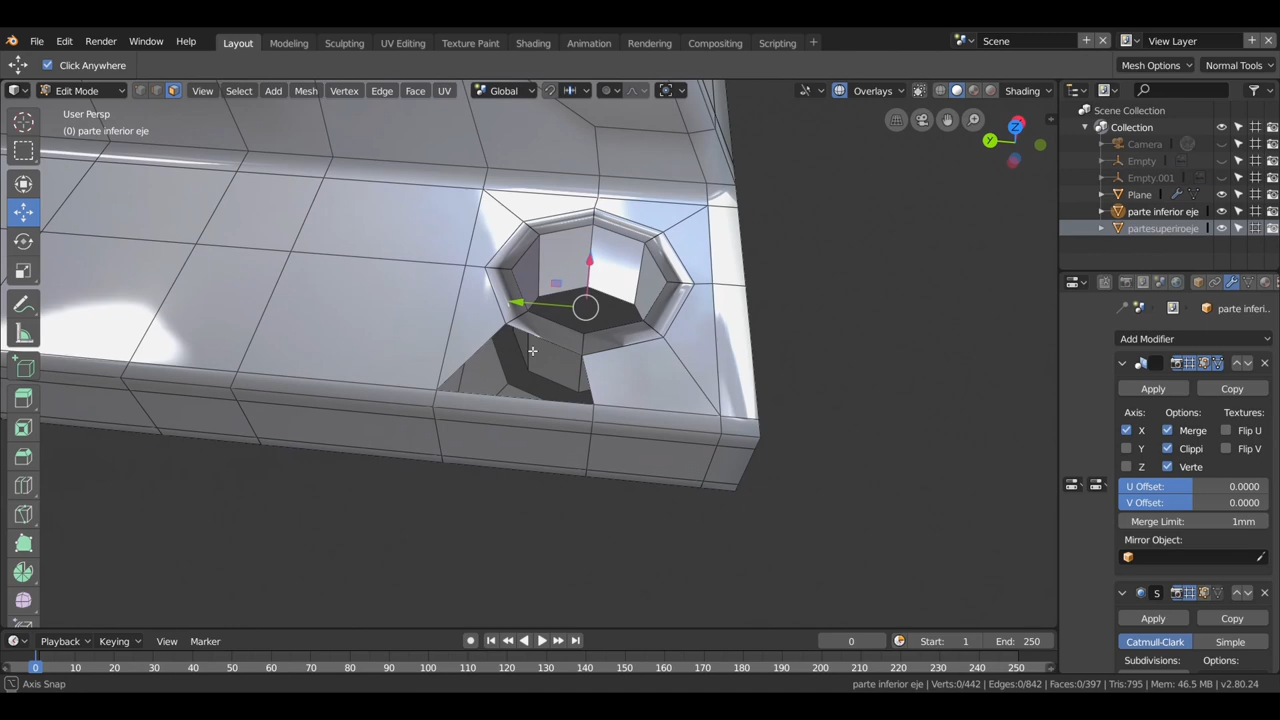 File Edit Render Window Help
Layout Modeling Sculpting UV Editing Texture Paint Shading Animation Rendering Compositing Scripting
Scene
View Layer
Click Anywhere
Mesh Options
Normal Tools
Edit Mode View Select Add Mesh Vertex Edge Face UV
Global
Overlays
Shading
User Persp
(0) parte inferior eje
Z
Y
Scene Collection
Collection
Camera
Empty
Empty.001
Plane
parte inferior eje
partesuperiroeje
parte inferi..
Add Modifier
Apply Copy
Axis: Options: Textures:
X Merge Flip U
Y Clippi Flip V
Z Verte
U Offset: 0.0000
V Offset: 0.0000
Merge Limit: 1mm
Mirror Object:
S
Apply Copy
Catmull-Clark Simple
Subdivisions: Options:
Playback Keying View Marker
0
Start: 1
End: 250
0 10 20 30 40 50 60 70 80 90 100 110 120 130 140 150 160 170 180 190 200 210 220 230 240 250
Axis Snap
parte inferior eje | Verts:0/442 | Edges:0/842 | Faces:0/397 | Tris:795 | Mem: 46.5 MB | v2.80.24